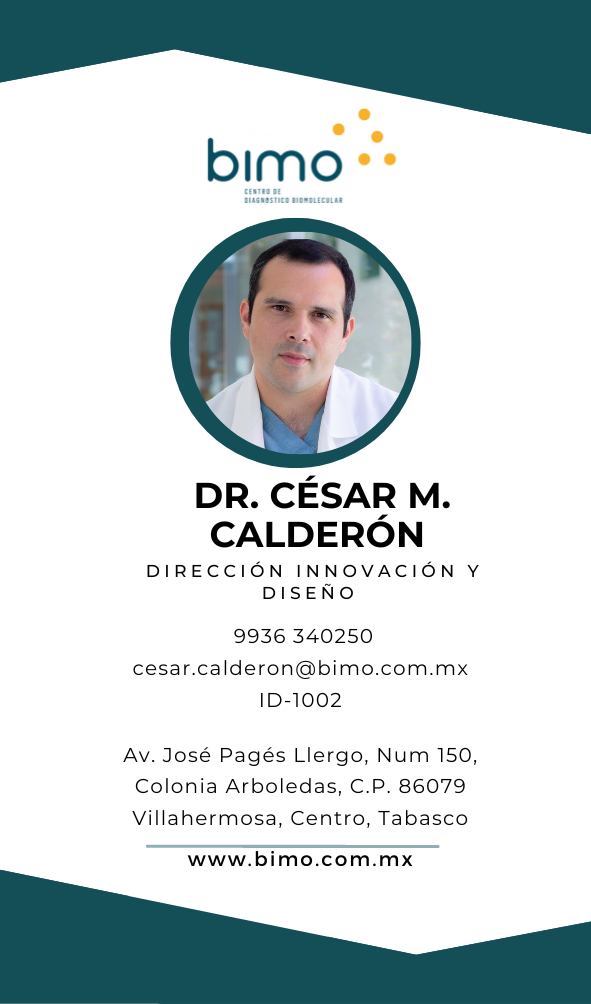 bimo
CENTRO DE
DIAGNOSTICO BIOMOLECULAR
DR. CÉSAR M.
CALDERÓN
DIRECCIÓN INNOVACIÓN Y
DISEÑO
9936 340250
cesar.calderon@bimo.com.mx
ID-1002
Av. José Pagés Llergo, Num 150,
Colonia Arboledas, C.P. 86079
Villahermosa, Centro, Tabasco
www.bimo.com.mx